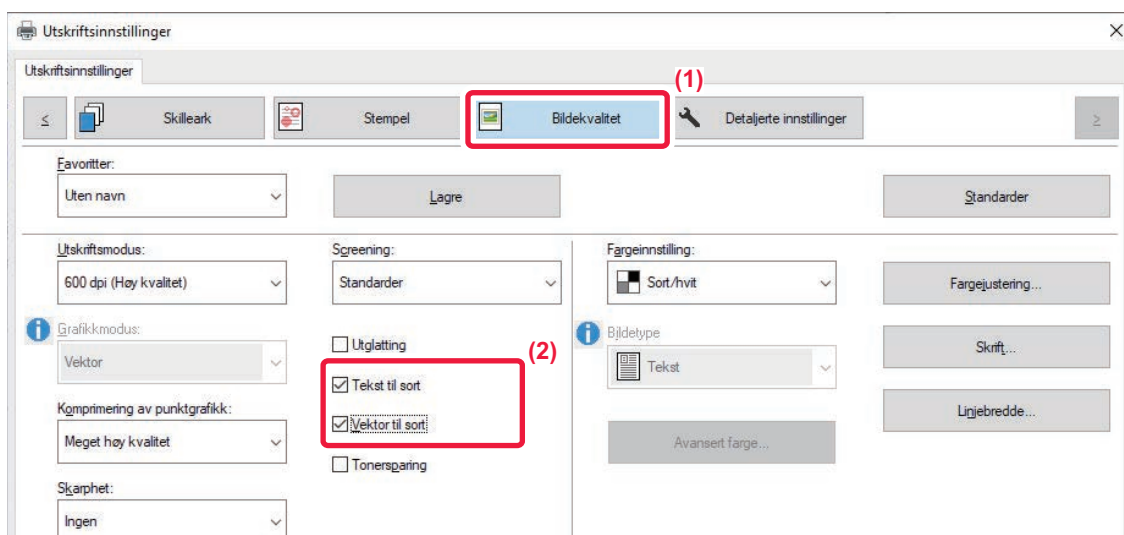 Utskriftsinnstillinger
Utskriftsinnstillinger
(1)
≤ Skilleark Stempel Bildekvalitet Detaljerte innstillinger ≥
Favoritter:
Uten navn Lagre Standarder
Utskriftsmodus: Screening: Fargeinnstilling:
600 dpi (Høy kvalitet) Standarder Sort/hvit Fargejustering...
Grafikkmodus: Bildetype
Utglatting Skrift...
Vektor (2) Tekst
Tekst til sort
Komprimering av punktgrafikk: Vektor til sort Linjebredde...
Meget høy kvalitet Avansert farge...
Tonersparing
Skarphet:
Ingen